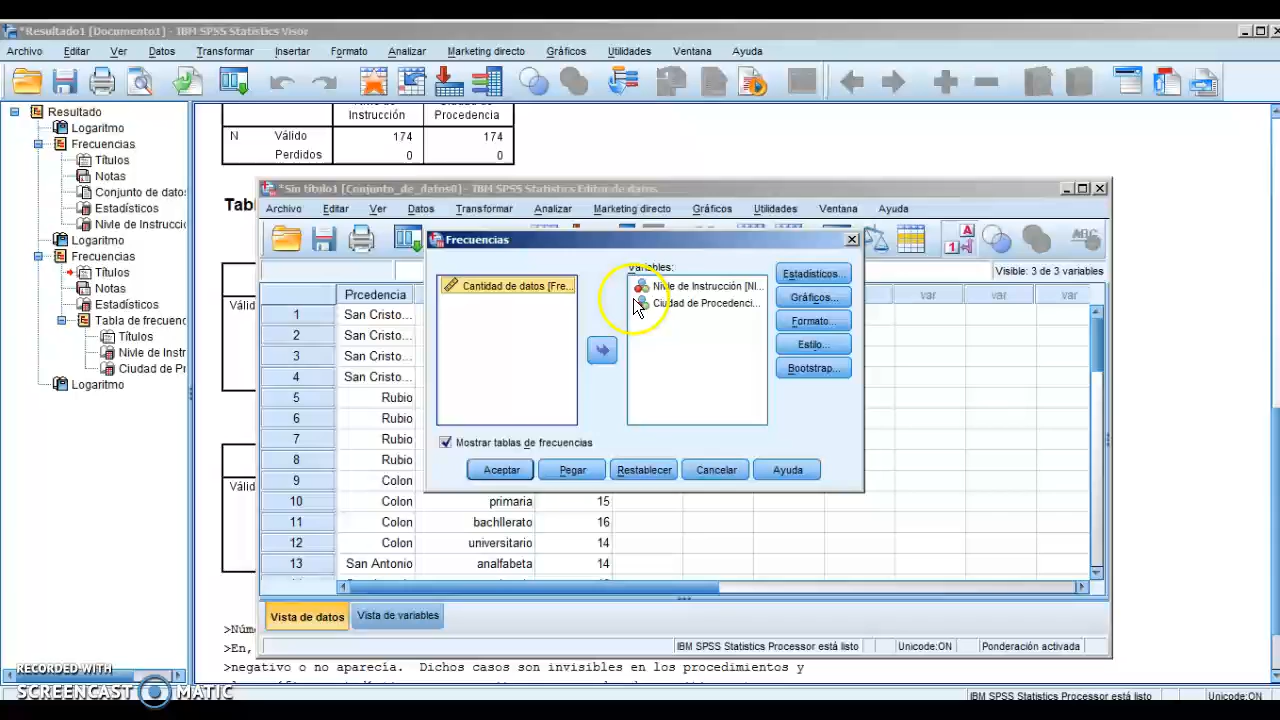 *Resultado1 [Documento1] - IBM SPSS Statistics Visor
Archivo Editar Ver Datos Transformar Insertar Formato Analizar Marketing directo Gráficos Utilidades Ventana Ayuda
Resultado
Logaritmo
Frecuencias
Títulos
Notas
Conjunto de datos
Estadísticos
Nivle de Instrucció
Logaritmo
Frecuencias
Títulos
Notas
Estadísticos
Tabla de frecuenc
Títulos
Nivle de Instr
Ciudad de Pr
Logaritmo
Instrucción Procedencia
N Válido 174 174
Perdidos 0 0
Tabl
Válid
Válid
*Sin título1 [Conjunto_de_datos0] - IBM SPSS Statistics Editor de datos
Archivo Editar Ver Datos Transformar Analizar Marketing directo Gráficos Utilidades Ventana Ayuda
Visible: 3 de 3 variables
Prcedencia var var var
1 San Cristo...
2 San Cristo...
3 San Cristo...
4 San Cristo...
5 Rubio
6 Rubio
7 Rubio
8 Rubio
9 Colon
10 Colon primaria 15
11 Colon bachllerato 16
12 Colon universitario 14
13 San Antonio analfabeta 14
Frecuencias
Variables:
Cantidad de datos [Fre...
Nivle de Instrucción [NI...
Ciudad de Procedenci...
Estadísticos...
Gráficos...
Formato...
Estilo...
Bootstrap...
Mostrar tablas de frecuencias
Aceptar Pegar Restablecer Cancelar Ayuda
Vista de datos Vista de variables
IBM SPSS Statistics Processor está listo Unicode:ON Ponderación activada
>Núme
>En,
>negativo o no aparecía. Dichos casos son invisibles en los procedimientos y
IBM SPSS Statistics Processor está listo Unicode:ON
RECORDED WITH
SCREENCAST MATIC